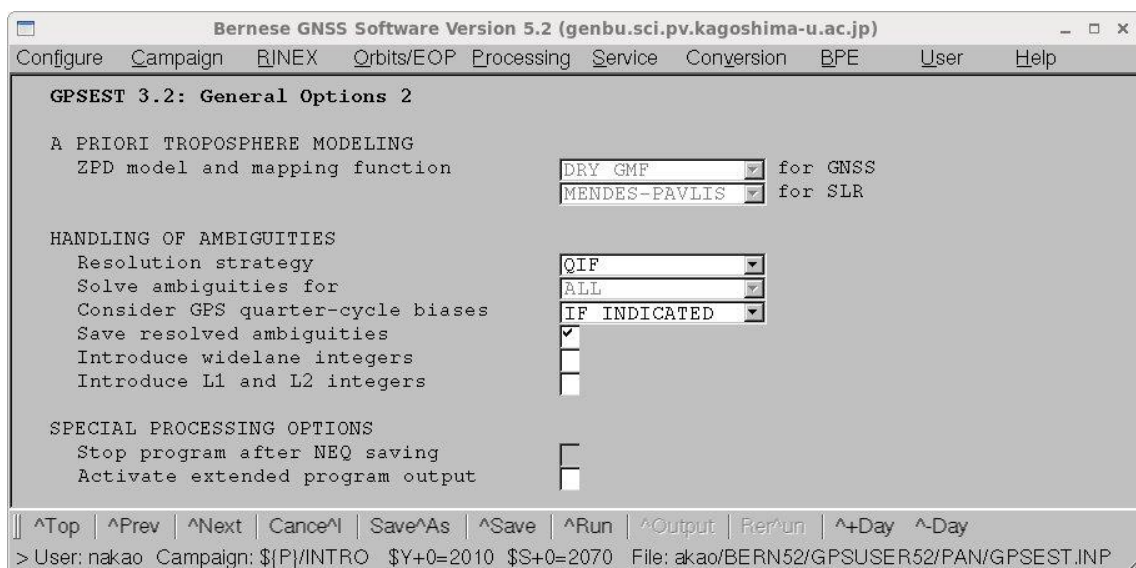 Bernese GNSS Software Version 5.2 (genbu.sci.pv.kagoshima-u.ac.jp)
Configure Campaign RINEX Orbits/EOP Processing Service Conversion BPE User Help
GPSEST 3.2: General Options 2
A PRIORI TROPOSPHERE MODELING
ZPD model and mapping function DRY GMF for GNSS
MENDES-PAVLIS for SLR
HANDLING OF AMBIGUITIES
Resolution strategy QIF
Solve ambiguities for ALL
Consider GPS quarter-cycle biases IF INDICATED
Save resolved ambiguities
Introduce widelane integers
Introduce L1 and L2 integers
SPECIAL PROCESSING OPTIONS
Stop program after NEQ saving
Activate extended program output
^Top | ^Prev | ^Next | Cance^l | Save^As | ^Save | ^Run | ^Output | Rer^un | ^+Day ^-Day
> User: nakao Campaign: ${P}/INTRO $Y+0=2010 $S+0=2070 File: akao/BERN52/GPSUSER52/PAN/GPSEST.INP